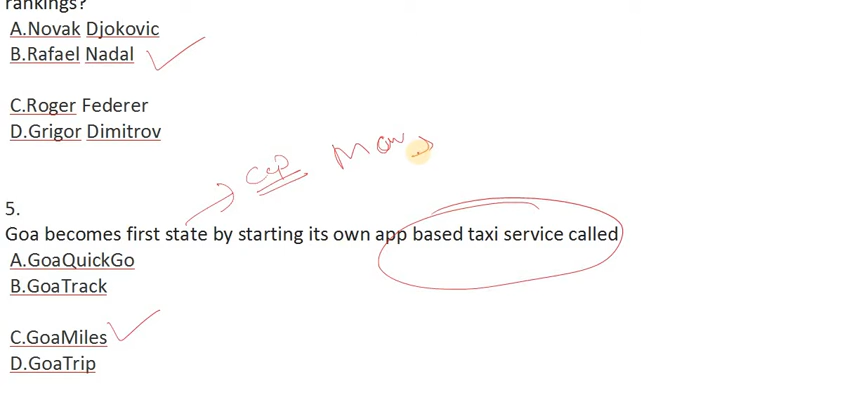 rankings?
A.Novak Djokovic
B.Rafael Nadal
C.Roger Federer
D.Grigor Dimitrov
5.
Goa becomes first state by starting its own app based taxi service called
A.GoaQuickGo
B.GoaTrack
C.GoaMiles
D.GoaTrip